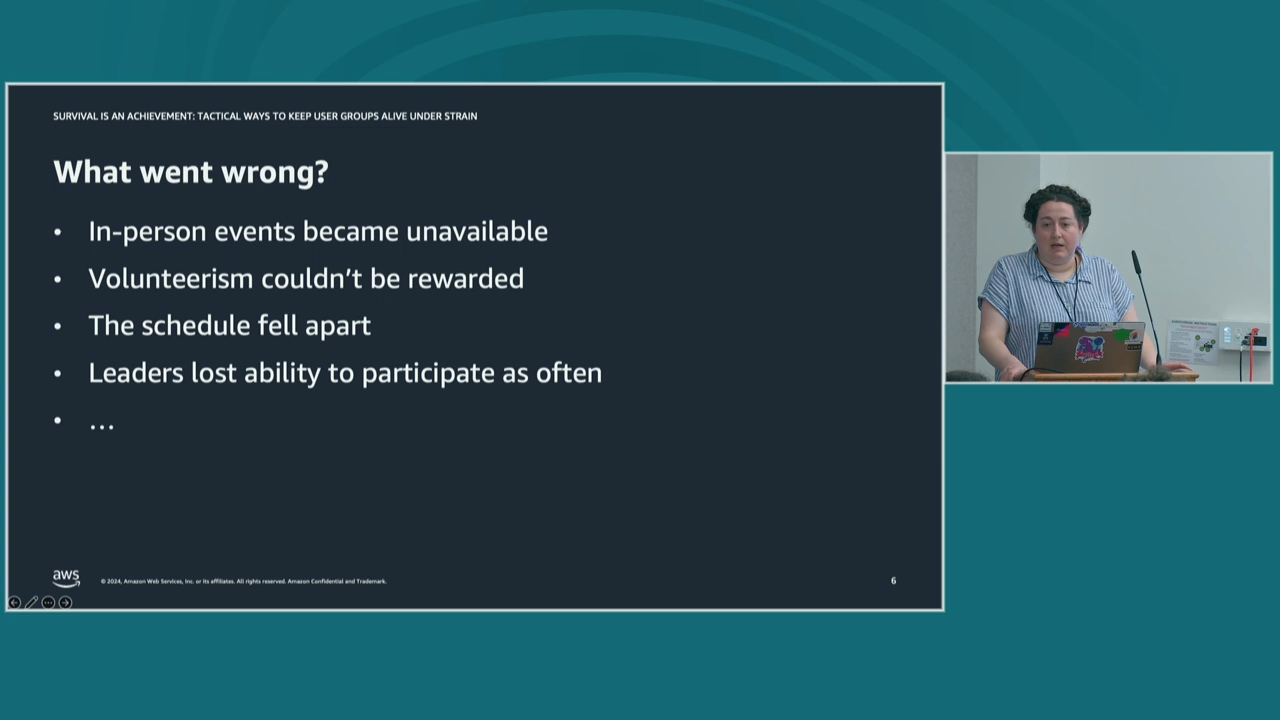 SURVIVAL IS AN ACHIEVEMENT: TACTICAL WAYS TO KEEP USER GROUPS ALIVE UNDER STRAIN
What went wrong?
• In-person events became unavailable
• Volunteerism couldn’t be rewarded
• The schedule fell apart
• Leaders lost ability to participate as often
• …
aws
© 2024, Amazon Web Services, Inc. or its affiliates. All rights reserved. Amazon Confidential and Trademark.
6